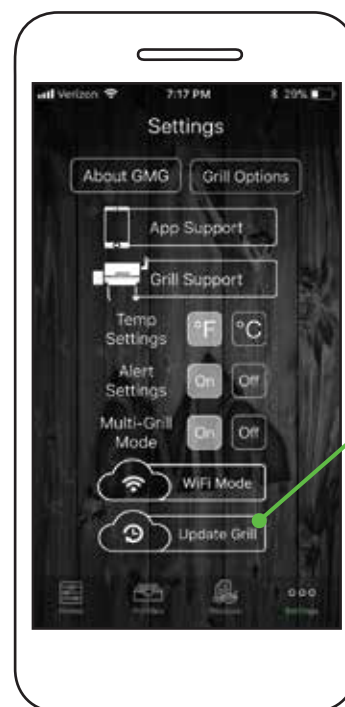 Verizon 7:17 PM 29%
Settings
About GMG Grill Options
App Support
Grill Support
Temp
Settings
°F °C
Alert
Settings
On Off
Multi-Grill
Mode
On Off
WiFi Mode
Update Grill
Settings